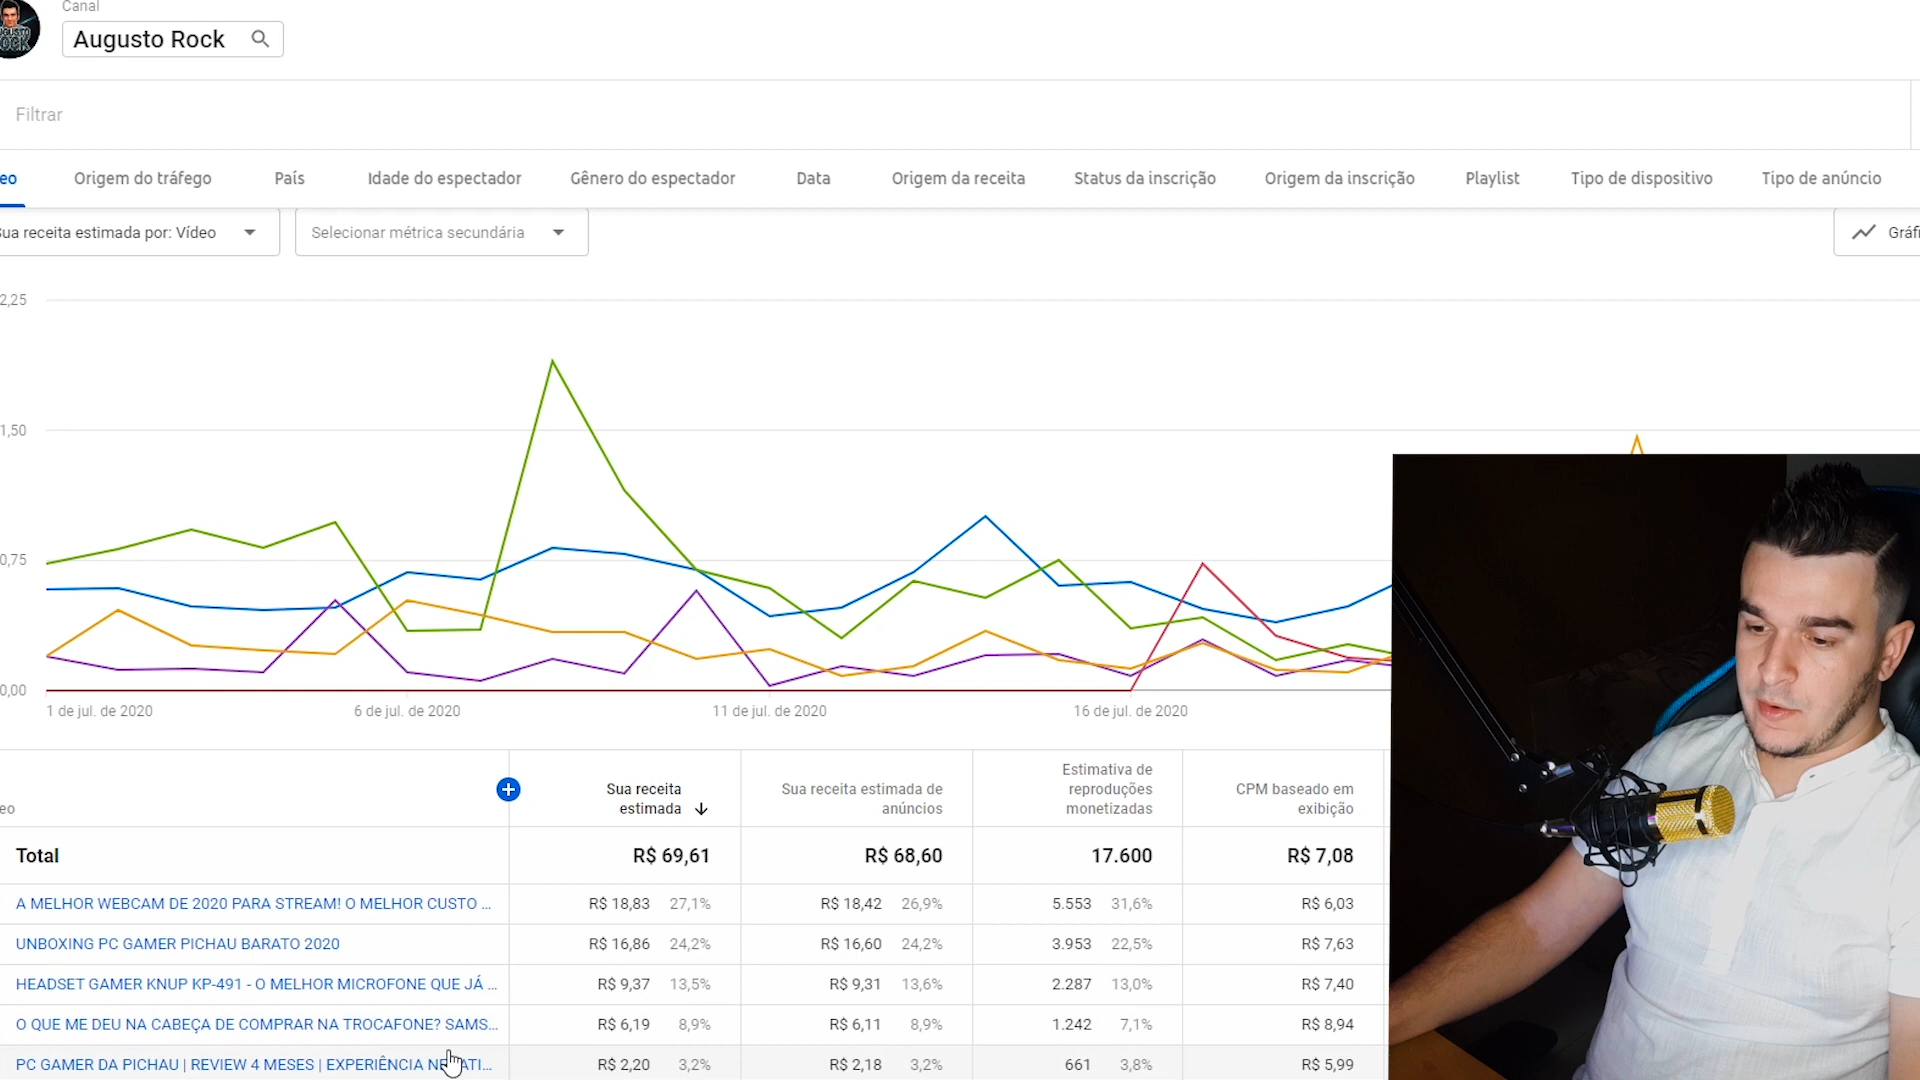 Canal
Augusto Rock
Filtrar
eo Origem do tráfego País Idade do espectador Gênero do espectador Data Origem da receita Status da inscrição Origem da inscrição Playlist Tipo de dispositivo Tipo de anúncio
Sua receita estimada por: Vídeo Selecionar métrica secundária Gráfi
2,25
1,50
0,75
0,00
1 de jul. de 2020 6 de jul. de 2020 11 de jul. de 2020 16 de jul. de 2020
eo Sua receita estimada Sua receita estimada de anúncios Estimativa de reproduções monetizadas CPM baseado em exibição
Total R$ 69,61 R$ 68,60 17.600 R$ 7,08
A MELHOR WEBCAM DE 2020 PARA STREAM! O MELHOR CUSTO ... R$ 18,83 27,1% R$ 18,42 26,9% 5.553 31,6% R$ 6,03
UNBOXING PC GAMER PICHAU BARATO 2020 R$ 16,86 24,2% R$ 16,60 24,2% 3.953 22,5% R$ 7,63
HEADSET GAMER KNUP KP-491 - O MELHOR MICROFONE QUE JÁ ... R$ 9,37 13,5% R$ 9,31 13,6% 2.287 13,0% R$ 7,40
O QUE ME DEU NA CABEÇA DE COMPRAR NA TROCAFONE? SAMS... R$ 6,19 8,9% R$ 6,11 8,9% 1.242 7,1% R$ 8,94
PC GAMER DA PICHAU | REVIEW 4 MESES | EXPERIÊNCIA R$ 2,20 3,2% R$ 2,18 3,2% 661 3,8% R$ 5,99